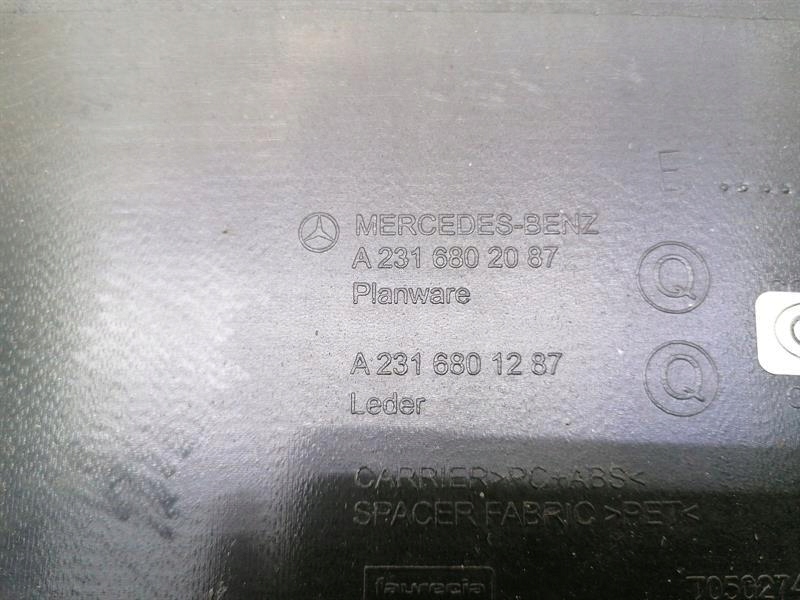 E
MERCEDES-BENZ
A 231 680 20 87
Planware
Q
A 231 680 12 87
Leder
Q
CARRIER>PC+ABS<
SPACER FABRIC >PET<
faurecia